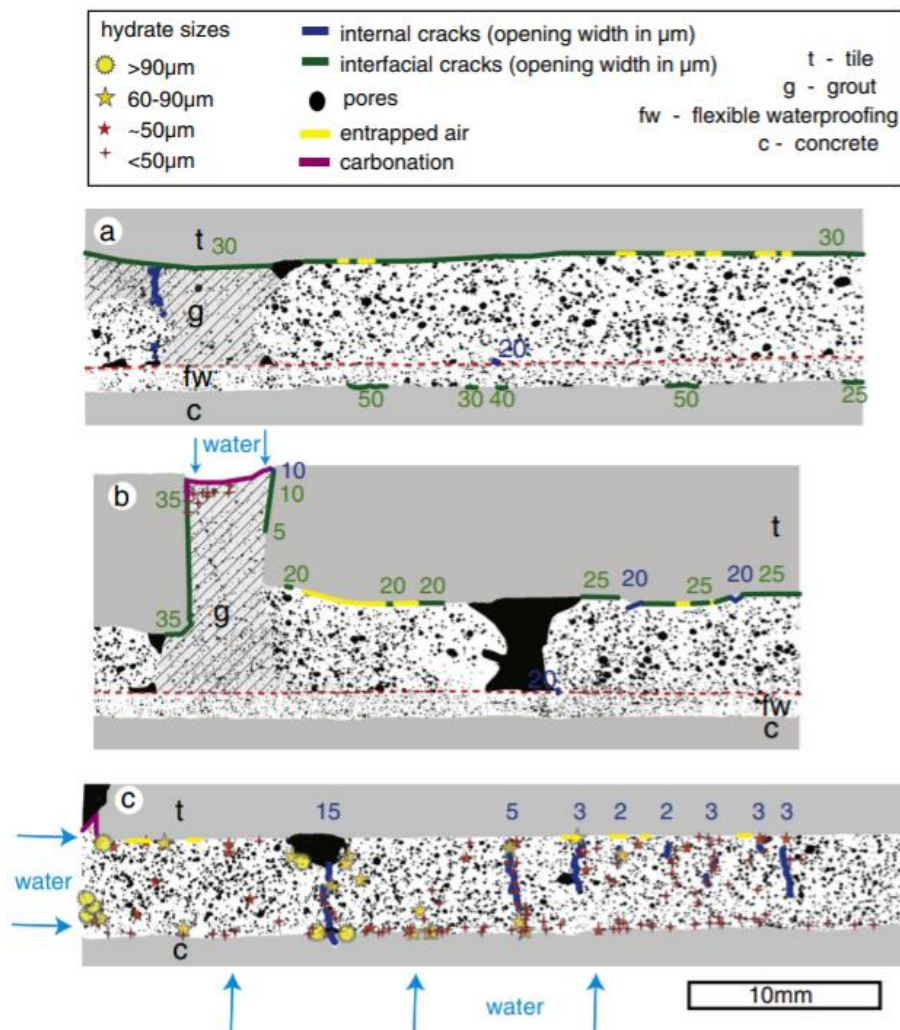 hydrate sizes
>90μm
60-90μm
~50μm
<50μm
internal cracks (opening width in μm)
interfacial cracks (opening width in μm)
pores
entrapped air
carbonation
t - tile
g - grout
fw - flexible waterproofing
c - concrete
a
t
30
30
g
20
fw
c
50
30
40
50
25
water
b
35
10
10
5
t
20
20
20
25
20
25
20
25
g
35
20
fw
c
c
t
15
5
3
2
2
3
3
3
water
c
water
10mm